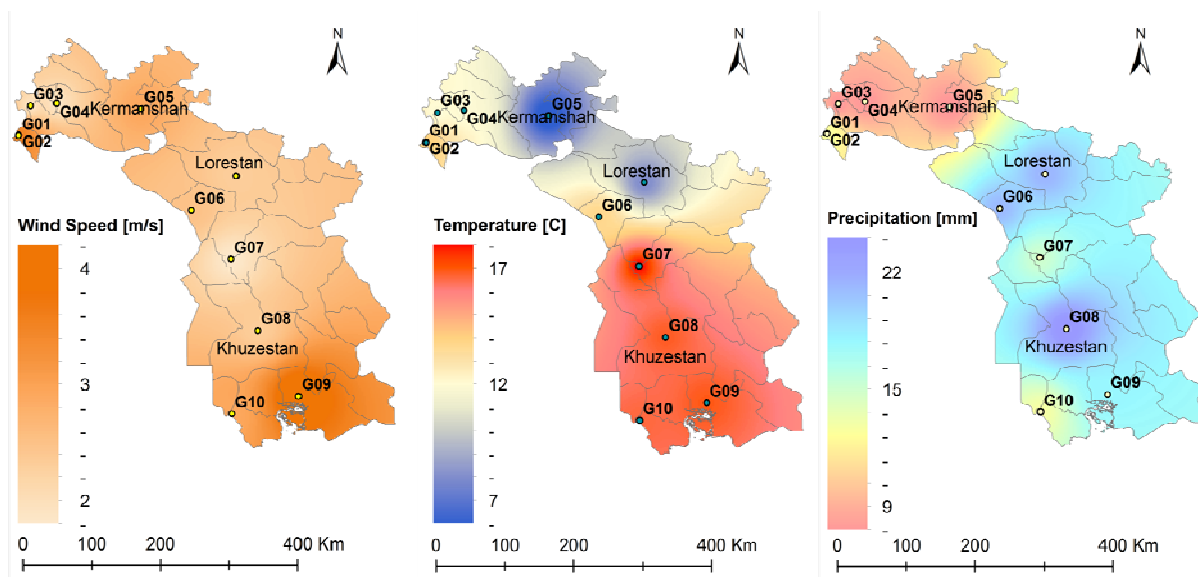 N
G03
G05
Kermanshah
G04
G01
G02
Lorestan
G06
Wind Speed [m/s]
4
3
2
G07
G08
Khuzestan
G09
G10
0 100 200 400 Km
N
G03
G05
G04
Kermanshah
G01
G02
Lorestan
G06
Temperature [C]
17
12
7
G07
G08
Khuzestan
G09
G10
0 100 200 400 Km
N
G03
G05
Kermanshah
G04
G01
G02
Lorestan
G06
Precipitation [mm]
22
15
9
G07
G08
Khuzestan
G09
G10
0 100 200 400 Km